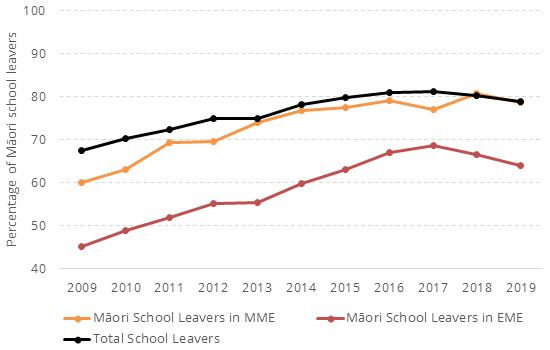 100
90
80
70
60
50
40
Percentage of Māori school leavers
2009 2010 2011 2012 2013 2014 2015 2016 2017 2018 2019
Māori School Leavers in MME Māori School Leavers in EME
Total School Leavers